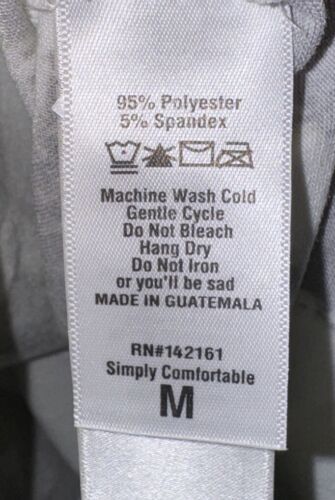 95% Polyester
5% Spandex
Machine Wash Cold
Gentle Cycle
Do Not Bleach
Hang Dry
Do Not Iron
or you'll be sad
MADE IN GUATEMALA
RN#142161
Simply Comfortable
M